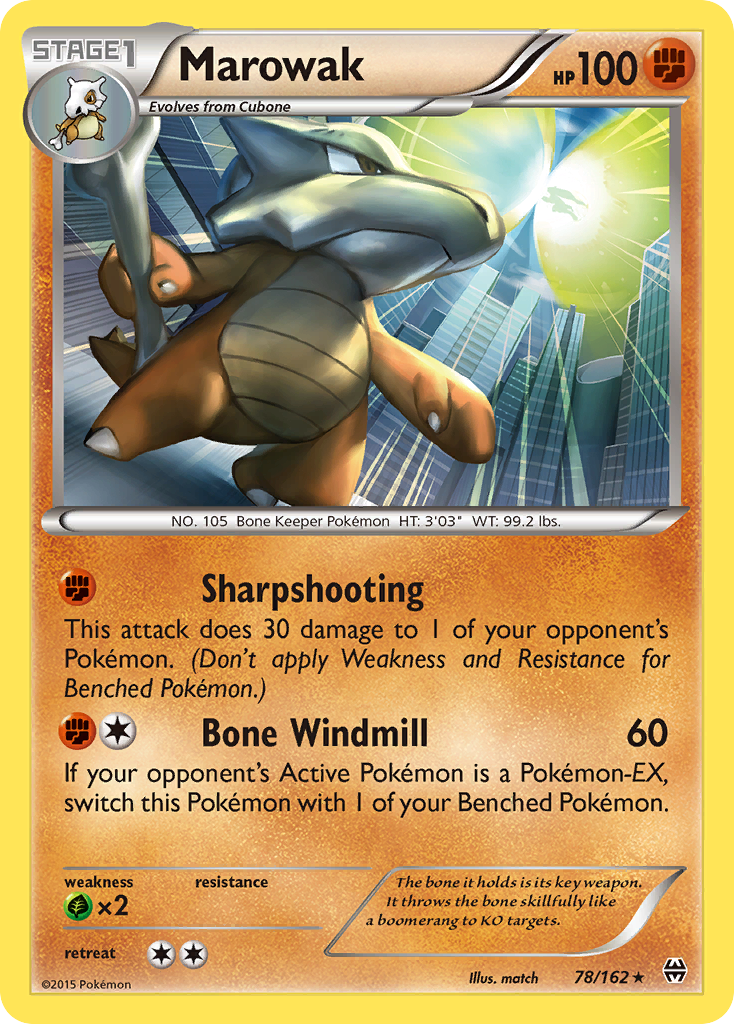 STAGE1
Marowak
HP100
Evolves from Cubone
NO. 105 Bone Keeper Pokémon HT: 3'03" WT: 99.2 lbs.
Sharpshooting
This attack does 30 damage to 1 of your opponent's
Pokémon. (Don't apply Weakness and Resistance for
Benched Pokémon.)
Bone Windmill 60
If your opponent's Active Pokémon is a Pokémon-EX,
switch this Pokémon with 1 of your Benched Pokémon.
weakness resistance
×2
retreat
The bone it holds is its key weapon.
It throws the bone skillfully like
a boomerang to KO targets.
©2015 Pokémon
Illus. match
78/162 ★